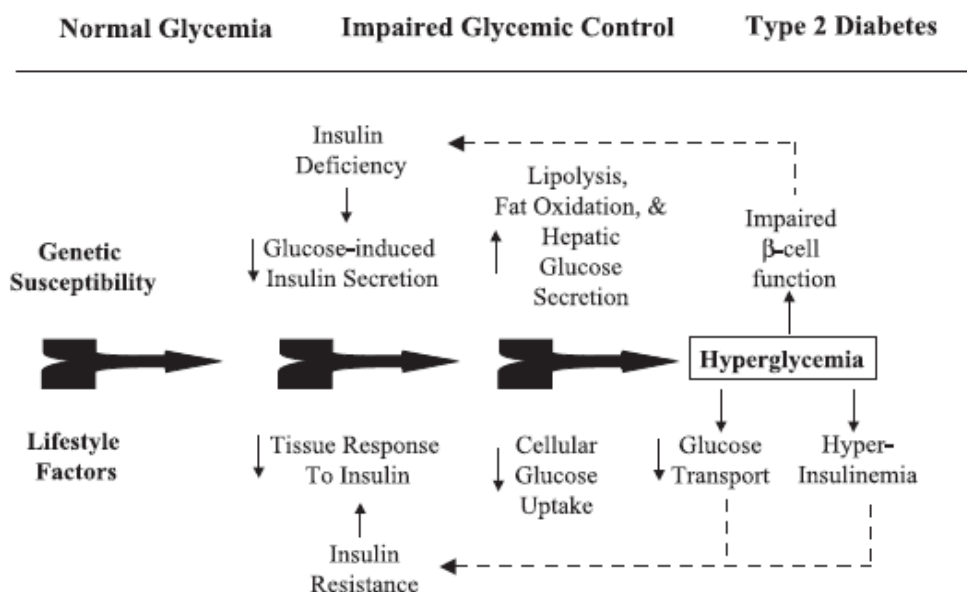 Normal Glycemia Impaired Glycemic Control Type 2 Diabetes
Insulin
Deficiency
Glucose-induced
Insulin Secretion
Lipolysis,
Fat Oxidation, &
Hepatic
Glucose
Secretion
Impaired
β-cell
function
Genetic
Susceptibility
Hyperglycemia
Lifestyle
Factors
Tissue Response
To Insulin
Cellular
Glucose
Uptake
Glucose
Transport
Hyper-
Insulinemia
Insulin
Resistance